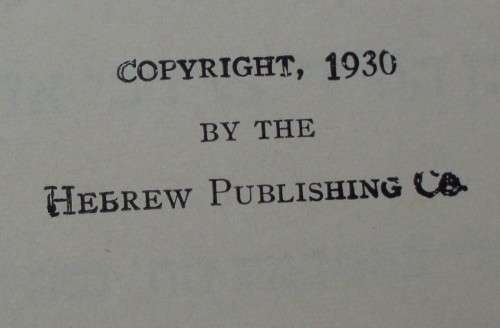 COPYRIGHT, 1930
BY THE
HEBREW PUBLISHING CO.